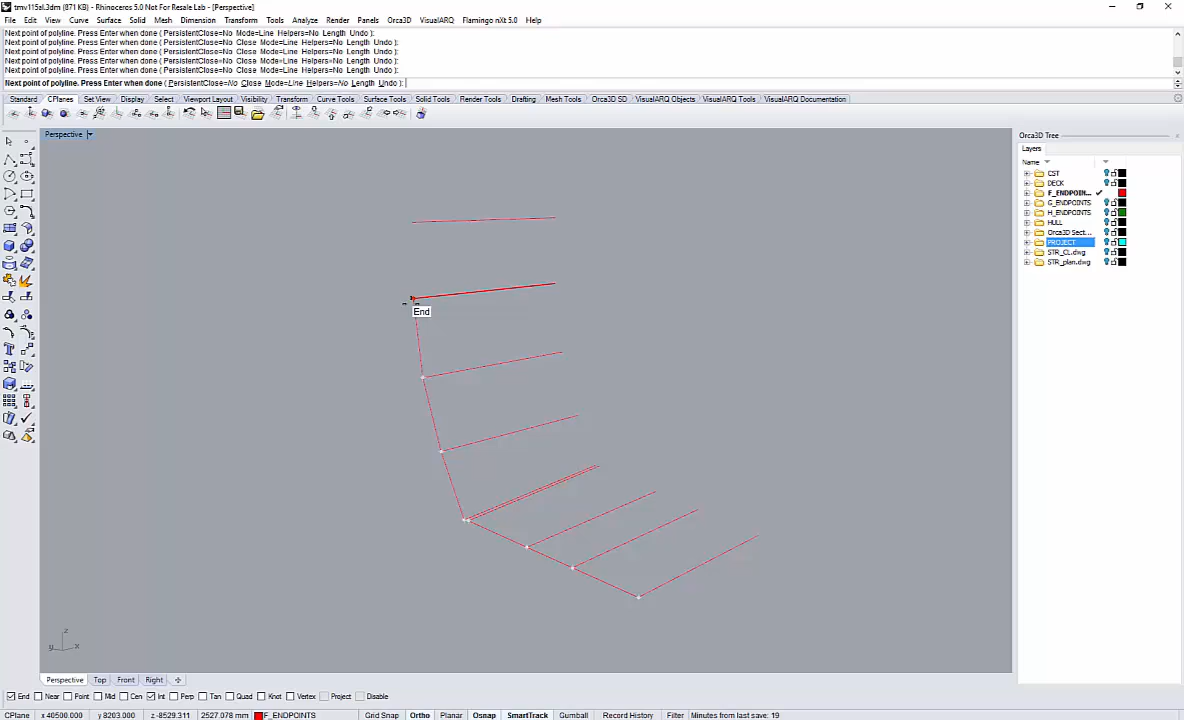 tmv115al.3dm (871 KB) - Rhinoceros 5.0 Not For Resale Lab - [Perspective]
File Edit View Curve Surface Solid Mesh Dimension Transform Tools Analyze Render Panels Orca3D VisualARQ Flamingo nXt 5.0 Help
Next point of polyline. Press Enter when done ( PersistentClose=No Mode=Line Helpers=No Length Undo ):
Next point of polyline. Press Enter when done ( PersistentClose=No Close Mode=Line Helpers=No Length Undo ):
Next point of polyline. Press Enter when done ( PersistentClose=No Close Mode=Line Helpers=No Length Undo ):
Next point of polyline. Press Enter when done ( PersistentClose=No Close Mode=Line Helpers=No Length Undo ):
Next point of polyline. Press Enter when done ( PersistentClose=No Close Mode=Line Helpers=No Length Undo ):
Next point of polyline. Press Enter when done ( PersistentClose=No Close Mode=Line Helpers=No Length Undo ):
Standard CPlanes Set View Display Select Viewport Layout Visibility Transform Curve Tools Surface Tools Solid Tools Render Tools Drafting Mesh Tools Orca3D SD VisualARQ Objects VisualARQ Tools VisualARQ Documentation
Perspective
Orca3D Tree
Layers
Name
CST
DECK
F_ENDPOIN...
G_ENDPOINTS
H_ENDPOINTS
HULL
Orca3D Sect...
PROJECT
STR_CL.dwg
STR_plan.dwg
End
z
y x
Perspective Top Front Right
End Near Point Mid Cen Int Perp Tan Quad Knot Vertex Project Disable
CPlane x 40500.000 y 8203.000 z -8529.311 2527.078 mm F_ENDPOINTS Grid Snap Ortho Planar Osnap SmartTrack Gumball Record History Filter Minutes from last save: 19